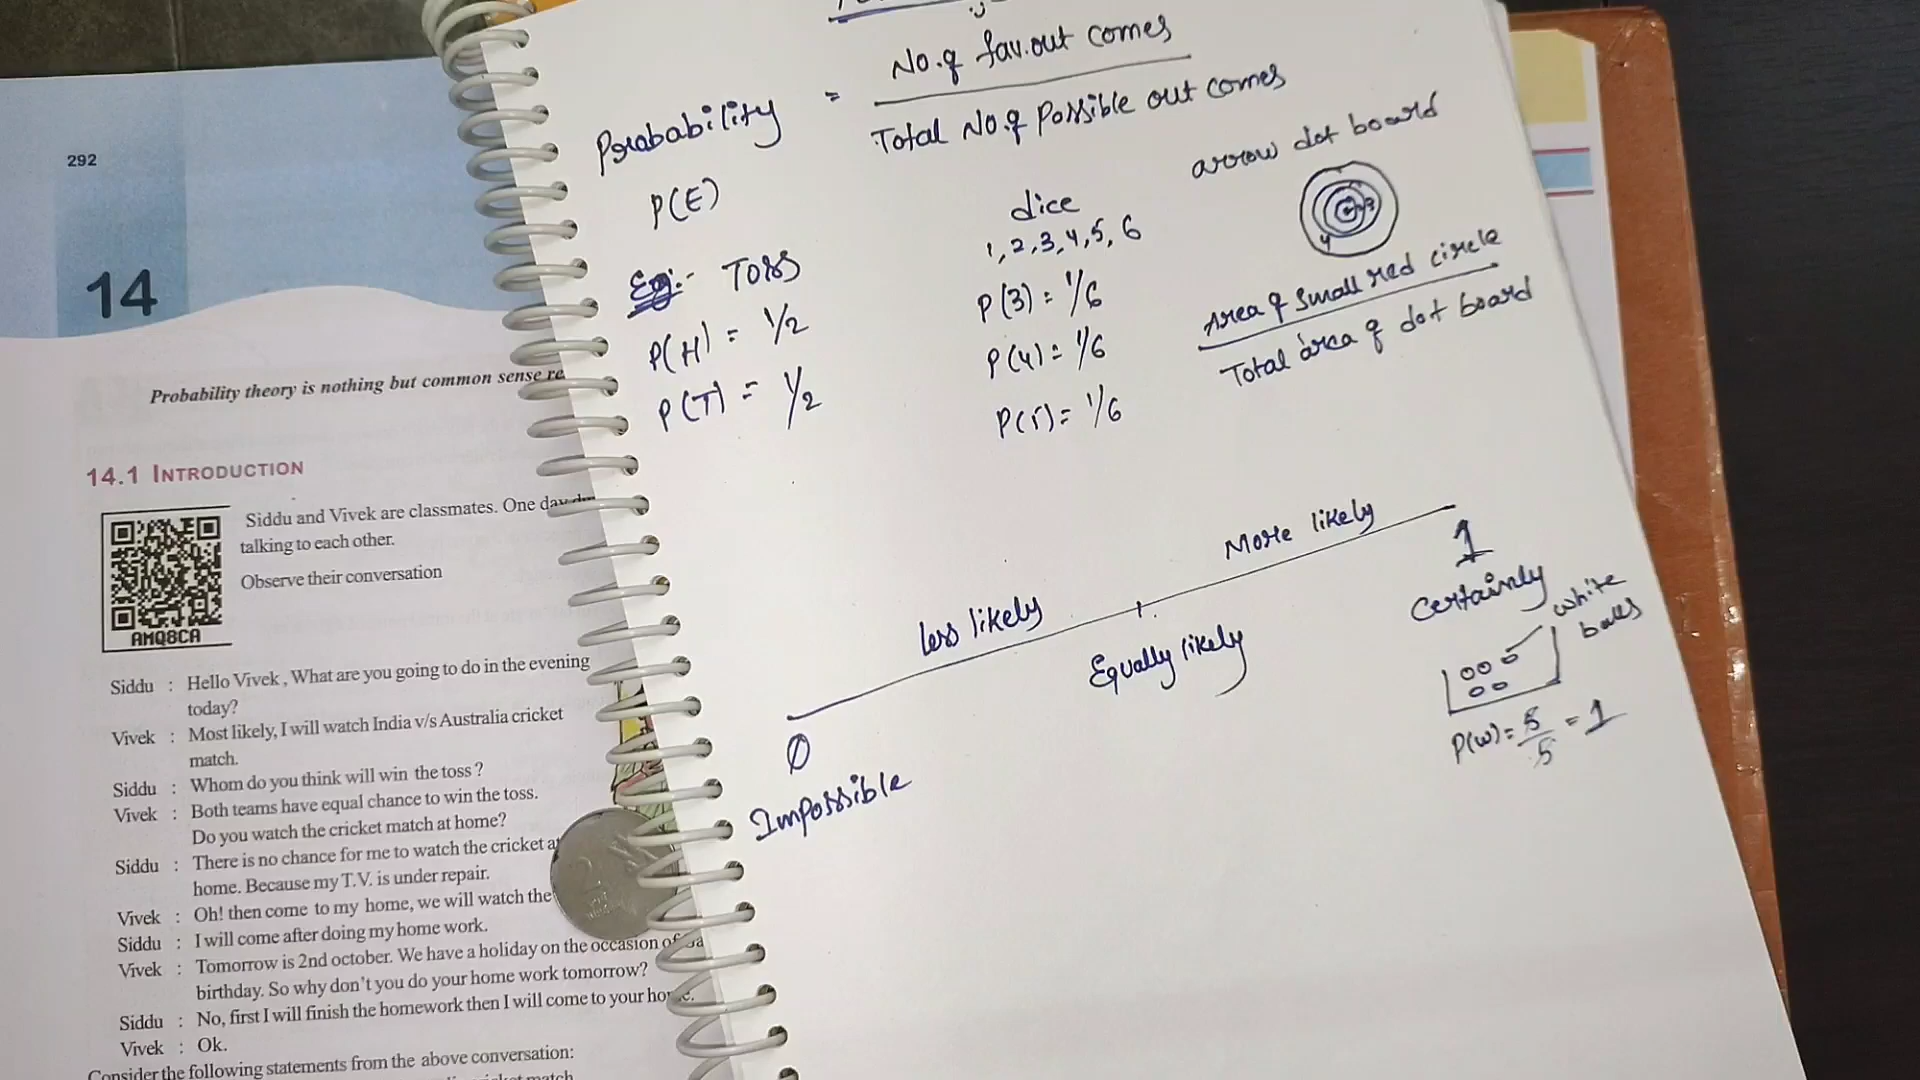 292
14
Probability theory is nothing but common sense re
14.1 INTRODUCTION
AMQ8CA
Siddu and Vivek are classmates. One day
talking to each other.
Observe their conversation
Siddu : Hello Vivek, What are you going to do in the evening
today?
Vivek : Most likely, I will watch India v/s Australia cricket
match.
Siddu : Whom do you think will win the toss?
Vivek : Both teams have equal chance to win the toss.
Do you watch the cricket match at home?
Siddu : There is no chance for me to watch the cricket at
home. Because my T.V. is under repair.
Vivek : Oh! then come to my home, we will watch the
Siddu : I will come after doing my home work.
Vivek : Tomorrow is 2nd october. We have a holiday on the occasion of
birthday. So why don't you do your home work tomorrow?
Siddu : No, first I will finish the homework then I will come to your
Vivek : Ok.
Consider the following statements from the above conversation:
match
Probability = No. of fav. out comes
Total No. of Possible out comes
P(E)
Eg:- Toss
P(H) = 1/2
P(T) = 1/2
dice
1, 2, 3, 4, 5, 6
P(3) = 1/6
P(4) = 1/6
P(5) = 1/6
arrow dot board
4
Area of small red circle
Total area of dot board
less likely
More likely
Equally likely
0
Impossible
1
Certainly
white
balls
P(w) = 5/5 = 1